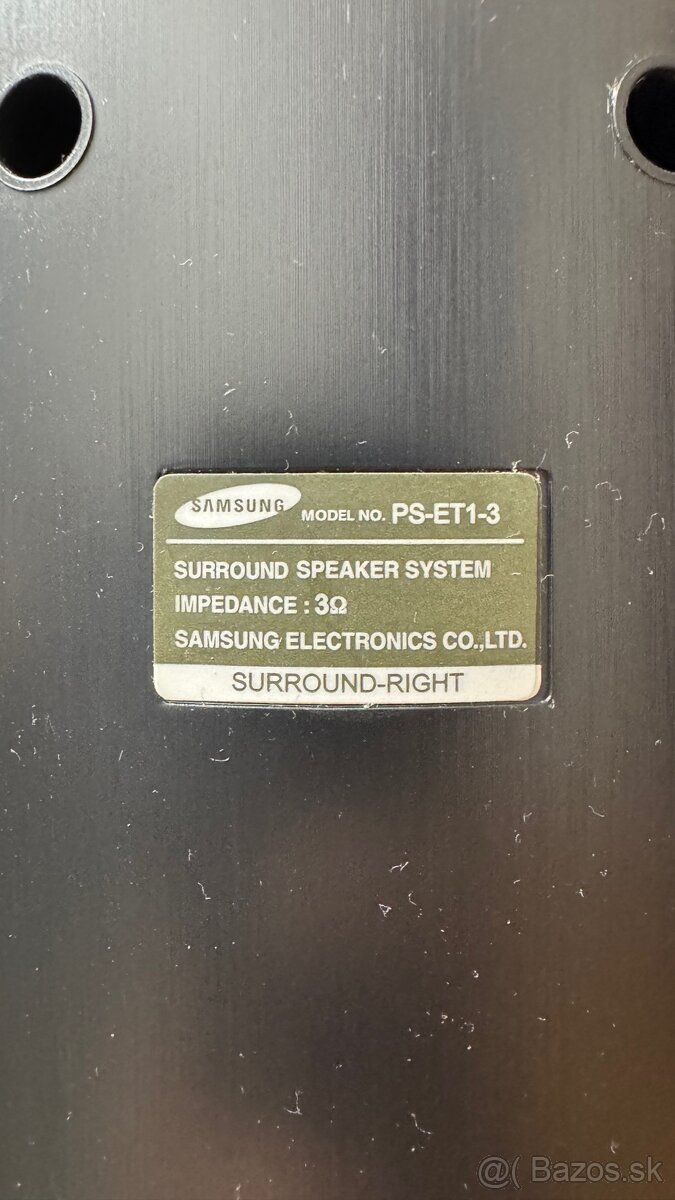 SAMSUNG MODEL NO. PS-ET1-3
SURROUND SPEAKER SYSTEM
IMPEDANCE : 3Ω
SAMSUNG ELECTRONICS CO.,LTD.
SURROUND-RIGHT
@( Bazos.sk